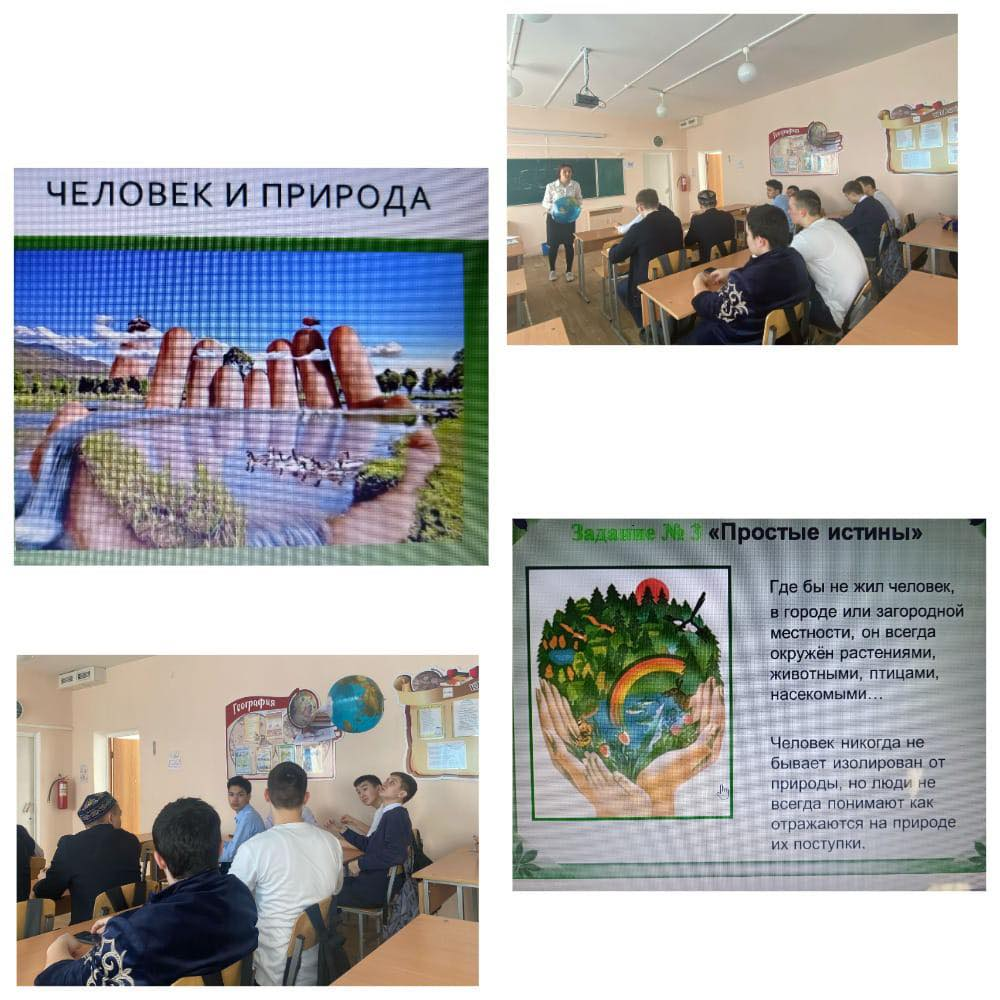 ЧЕЛОВЕК И ПРИРОДА
География
География
Задание № 3 «Простые истины»
Где бы не жил человек,
в городе или загородной
местности, он всегда
окружён растениями,
животными, птицами,
насекомыми…
Человек никогда не
бывает изолирован от
природы, но люди не
всегда понимают как
отражаются на природе
их поступки.